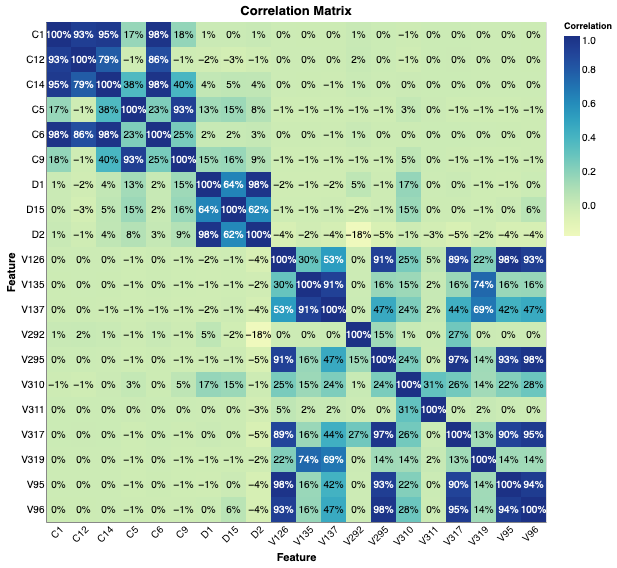 Correlation Matrix
C1 100% 93% 95% 17% 98% 18% 1% 0% 1% 0% 0% 0% 1% 0% −1% 0% 0% 0% 0% 0%
C12 93% 100% 79% −1% 86% −1% −2% −3% −1% 0% 0% 0% 2% 0% −1% 0% 0% 0% 0% 0%
C14 95% 79% 100% 38% 98% 40% 4% 5% 4% 0% 0% −1% 1% 0% 0% 0% 0% 0% 0% 0%
C5 17% −1% 38% 100% 23% 93% 13% 15% 8% −1% −1% −1% −1% −1% 3% 0% −1% −1% −1% −1%
C6 98% 86% 98% 23% 100% 25% 2% 2% 3% 0% 0% −1% 1% 0% 0% 0% 0% 0% 0% 0%
C9 18% −1% 40% 93% 25% 100% 15% 16% 9% −1% −1% −1% −1% −1% 5% 0% −1% −1% −1% −1%
D1 1% −2% 4% 13% 2% 15% 100% 64% 98% −2% −1% −2% 5% −1% 17% 0% −1% −1% −1% 0%
D15 0% −3% 5% 15% 2% 16% 64% 100% 62% −1% −1% −1% −2% −1% 15% 0% 0% −1% 0% 6%
D2 1% −1% 4% 8% 3% 9% 98% 62% 100% −4% −2% −4% −18% −5% −1% −3% −5% −2% −4% −4%
V126 0% 0% 0% −1% 0% −1% −2% −1% −4% 100% 30% 53% 0% 91% 25% 5% 89% 22% 98% 93%
V135 0% 0% 0% −1% 0% −1% −1% −1% −2% 30% 100% 91% 0% 16% 15% 2% 16% 74% 16% 16%
V137 0% 0% −1% −1% −1% −1% −2% −1% −4% 53% 91% 100% 0% 47% 24% 2% 44% 69% 42% 47%
V292 1% 2% 1% −1% 1% −1% 5% −2% −18% 0% 0% 0% 100% 15% 1% 0% 27% 0% 0% 0%
V295 0% 0% 0% −1% 0% −1% −1% −1% −5% 91% 16% 47% 15% 100% 24% 0% 97% 14% 93% 98%
V310 −1% −1% 0% 3% 0% 5% 17% 15% −1% 25% 15% 24% 1% 24% 100% 31% 26% 14% 22% 28%
V311 0% 0% 0% 0% 0% 0% 0% 0% −3% 5% 2% 2% 0% 0% 31% 100% 0% 2% 0% 0%
V317 0% 0% 0% −1% 0% −1% −1% 0% −5% 89% 16% 44% 27% 97% 26% 0% 100% 13% 90% 95%
V319 0% 0% 0% −1% 0% −1% −1% −1% −2% 22% 74% 69% 0% 14% 14% 2% 13% 100% 14% 14%
V95 0% 0% 0% −1% 0% −1% −1% 0% −4% 98% 16% 42% 0% 93% 22% 0% 90% 14% 100% 94%
V96 0% 0% 0% −1% 0% −1% 0% 6% −4% 93% 16% 47% 0% 98% 28% 0% 95% 14% 94% 100%
C1 C12 C14 C5 C6 C9 D1 D15 D2 V126 V135 V137 V292 V295 V310 V311 V317 V319 V95 V96
Feature
Feature
Correlation
1.0
0.8
0.6
0.4
0.2
0.0